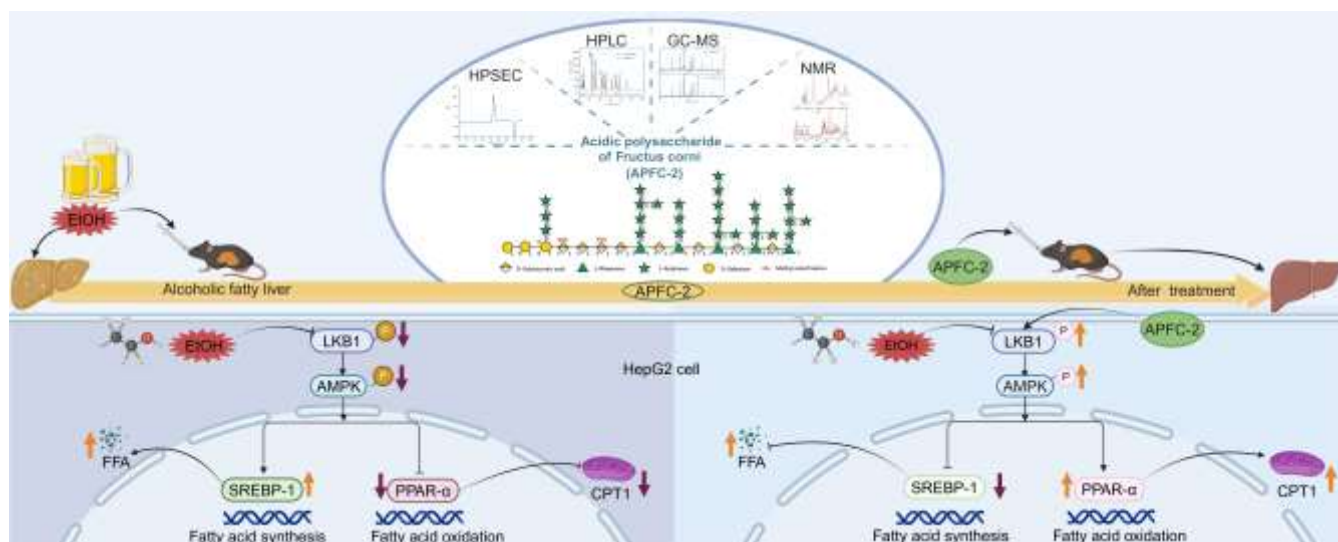 HPSEC
HPLC
GC-MS
NMR
Acidic polysaccharide
of Fructus corni
(APFC-2)
EtOH
Alcoholic fatty liver
APFC-2
APFC-2
After treatment
EtOH
LKB1
P
AMPK
P
HepG2 cell
FFA
SREBP-1
PPAR-α
CPT1
Fatty acid synthesis
Fatty acid oxidation
EtOH
LKB1
P
APFC-2
AMPK
P
FFA
SREBP-1
PPAR-α
CPT1
Fatty acid synthesis
Fatty acid oxidation